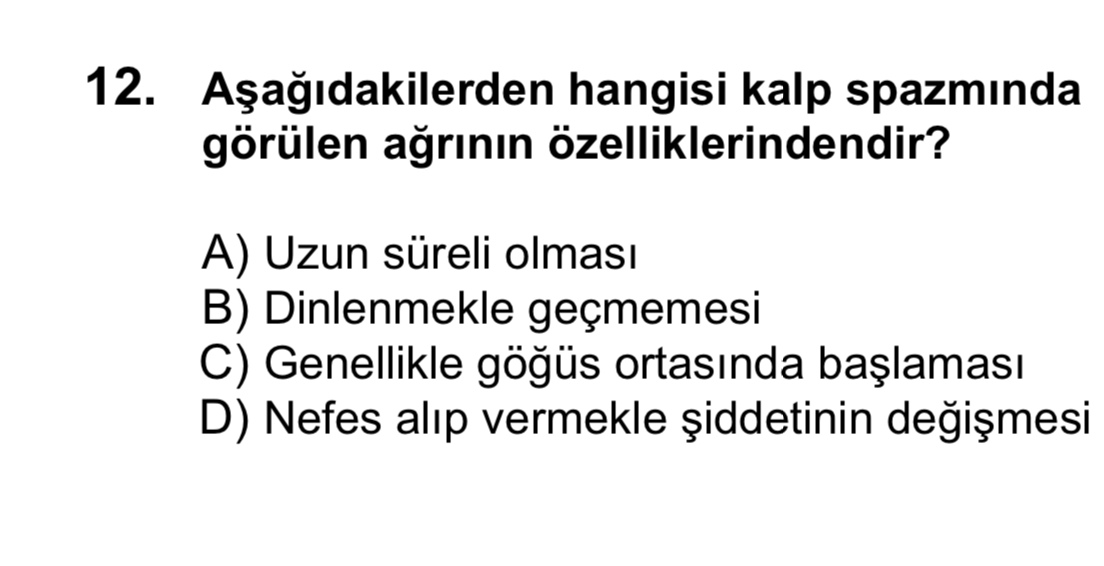 12. Aşağıdakilerden hangisi kalp spazmında
görülen ağrının özelliklerindendir?
A) Uzun süreli olması
B) Dinlenmekle geçmemesi
C) Genellikle göğüs ortasında başlaması
D) Nefes alıp vermekle şiddetinin değişmesi